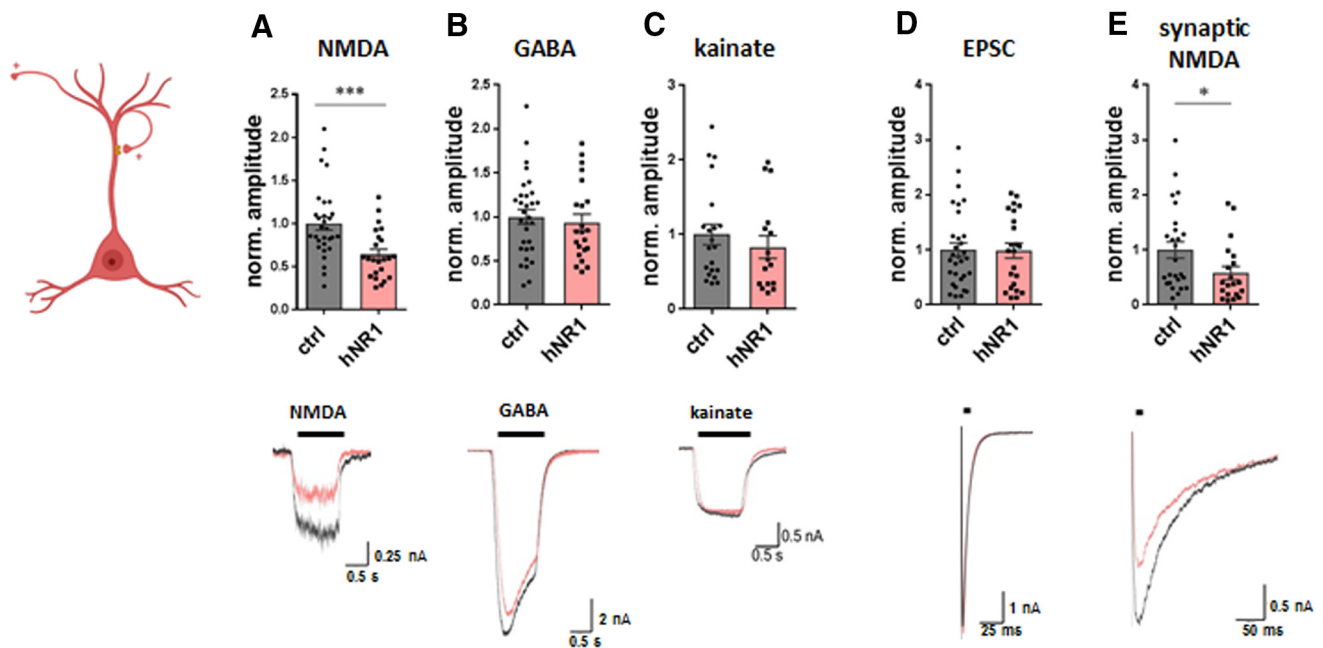 A
NMDA
norm. amplitude
2.5
2.0
1.5
1.0
0.5
0.0
***
ctrl
hNR1
B
GABA
norm. amplitude
2.5
2.0
1.5
1.0
0.5
0.0
ctrl
hNR1
C
kainate
norm. amplitude
3
2
1
0
ctrl
hNR1
D
EPSC
norm. amplitude
4
3
2
1
0
ctrl
hNR1
E
synaptic
NMDA
norm. amplitude
4
3
2
1
0
*
ctrl
hNR1
+
+
NMDA
0.25 nA
0.5 s
GABA
2 nA
0.5 s
kainate
0.5 nA
0.5 s
1 nA
25 ms
0.5 nA
50 ms